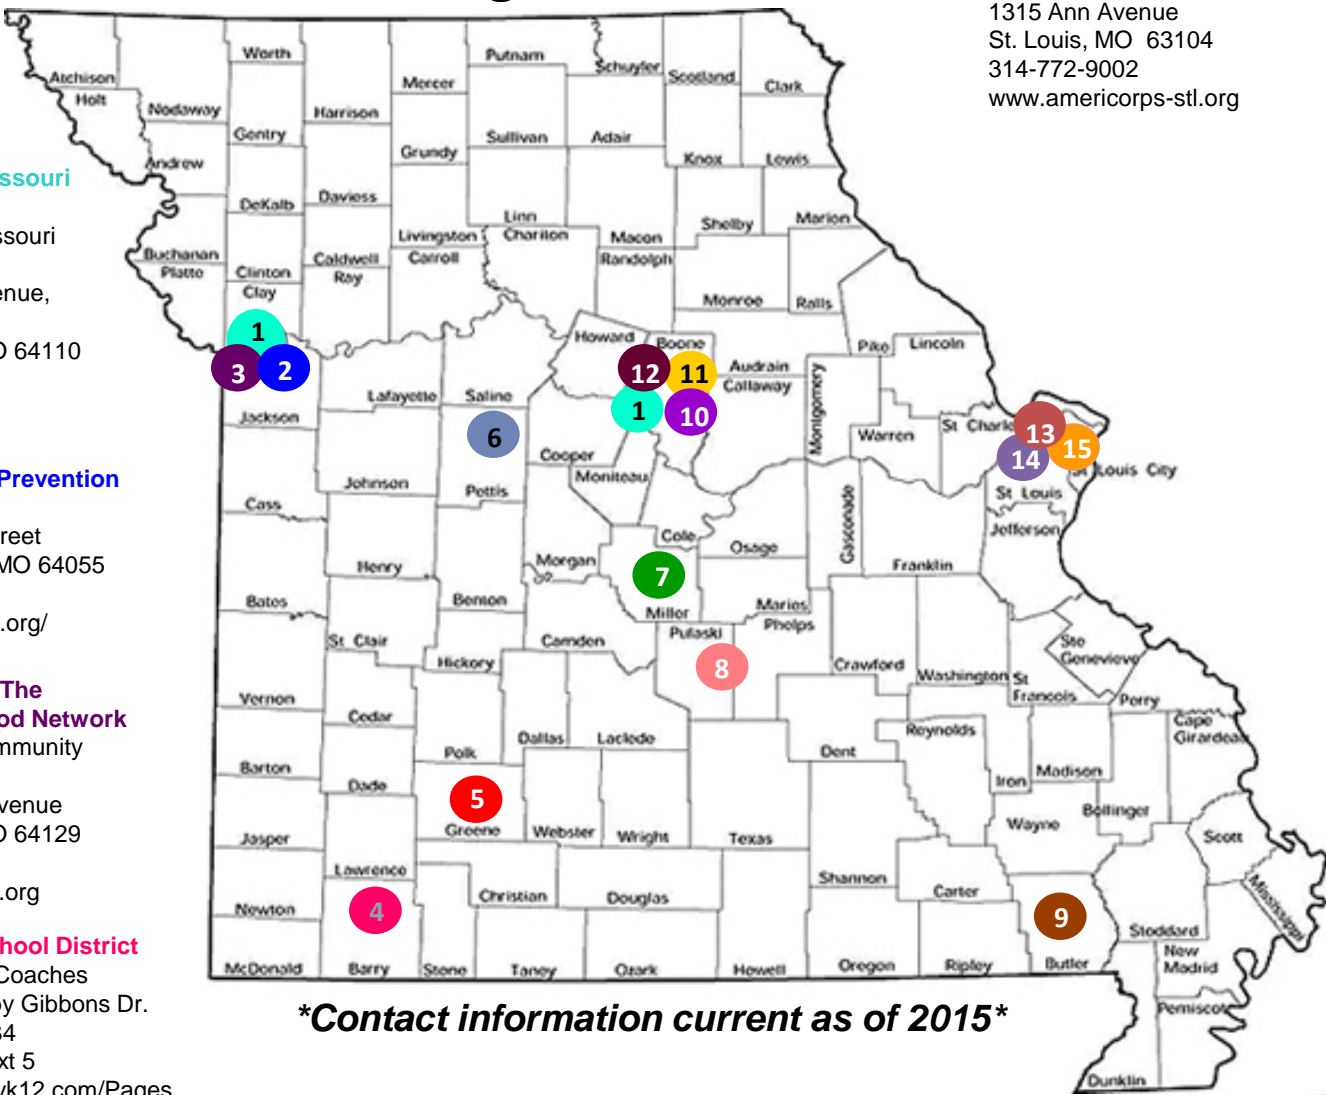 1315 Ann Avenue
St. Louis, MO 63104
314-772-9002
www.americorps-stl.org
ssouri
ssouri
enue,
O 64110
Prevention
reet
MO 64055
.org/
The
od Network
mmunity
venue
O 64129
.org
hool District
Coaches
by Gibbons Dr.
34
xt 5
vk12.com/Pages
Atchison
Worth
Putnam
Schuyler
Scotland
Clark
Holt
Nodaway
Harrison
Mercer
Gentry
Sullivan
Adair
Andrew
Grundy
Knox
Lewis
DeKalb
Daviess
Linn
Shelby
Marion
Livingston
Chariton
Macon
Buchanan
Caldwell
Carroll
Randolph
Platte
Clinton
Ray
Clay
Monroe
Ralls
1
Howard
Boone
Pike
Lincoln
3
2
12
11
Audrain
Callaway
Lafayette
Saline
1
10
Montgomery
Jackson
6
Warren
St Charle
13
15
14
St Louis City
Cooper
Johnson
Pettis
Moniteau
St Louis
Cass
Cole
Osage
Gasconade
Jefferson
Henry
Morgan
Franklin
7
Bates
Benton
Miller
Maries
Phelps
St Clair
Camden
Pulaski
Ste
Genevieve
Hickory
8
Crawford
Washington
St
Francois
Vernon
Cedar
Perry
Cape
Girardeau
Polk
Dallas
Laclede
Dent
Reynolds
Barton
Dade
Iron
Madison
5
Bollinger
Jasper
Greene
Webster
Wright
Texas
Wayne
Scott
Lawrence
Christian
Douglas
Shannon
Carter
Mississippi
Newton
4
9
Stoddard
McDonald
Barry
Stone
Taney
Ozark
Howell
Oregon
Ripley
Butler
New
Madrid
Pemiscot
Dunklin
*Contact information current as of 2015*